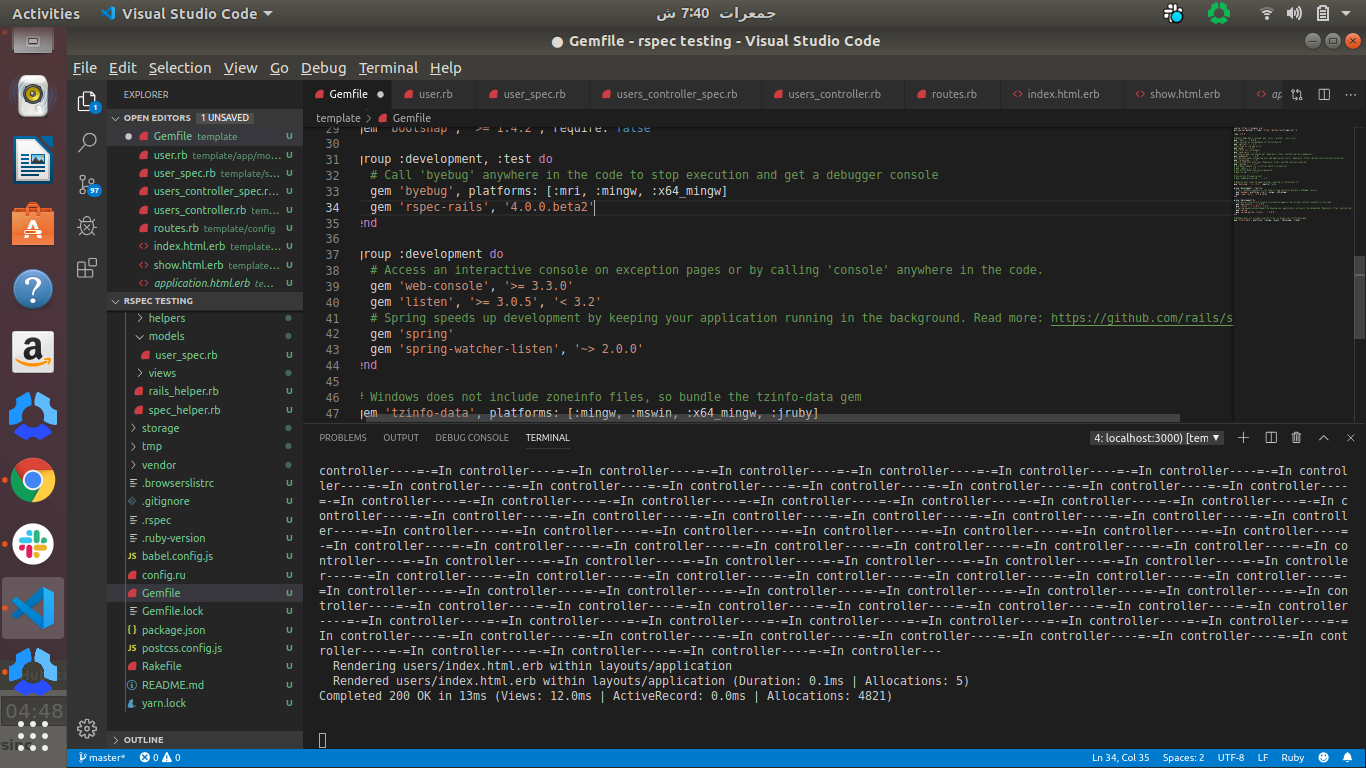 Activities
Visual Studio Code
جمعرات 7:40 ش
Gemfile - rspec testing - Visual Studio Code
File Edit Selection View Go Debug Terminal Help
EXPLORER
OPEN EDITORS 1 UNSAVED
Gemfile template U
user.rb template/app/mo... U
user_spec.rb template/s... U
users_controller_spec.r... U
users_controller.rb tem... U
routes.rb template/config U
index.html.erb template... U
show.html.erb template... U
application.html.erb te... U
RSPEC TESTING
helpers
models
user_spec.rb U
views
rails_helper.rb U
spec_helper.rb U
storage
tmp
vendor
.browserslistrc U
.gitignore U
.rspec U
.ruby-version U
babel.config.js U
config.ru U
Gemfile U
Gemfile.lock U
package.json U
postcss.config.js U
Rakefile U
README.md U
yarn.lock U
OUTLINE
1
97
04:48
Gemfile user.rb user_spec.rb users_controller_spec.rb users_controller.rb routes.rb index.html.erb show.html.erb ap
template > Gemfile
29 gem 'bootsnap', '>= 1.4.2', require: false
30
31 group :development, :test do
32 # Call 'byebug' anywhere in the code to stop execution and get a debugger console
33 gem 'byebug', platforms: [:mri, :mingw, :x64_mingw]
34 gem 'rspec-rails', '4.0.0.beta2'
35 end
36
37 group :development do
38 # Access an interactive console on exception pages or by calling 'console' anywhere in the code.
39 gem 'web-console', '>= 3.3.0'
40 gem 'listen', '>= 3.0.5', '< 3.2'
41 # Spring speeds up development by keeping your application running in the background. Read more: https://github.com/rails/s
42 gem 'spring'
43 gem 'spring-watcher-listen', '~> 2.0.0'
44 end
45
46 # Windows does not include zoneinfo files, so bundle the tzinfo-data gem
47 gem 'tzinfo-data', platforms: [:mingw, :mswin, :x64_mingw, :jruby]
PROBLEMS OUTPUT DEBUG CONSOLE TERMINAL
4: localhost:3000) [tem
controller----=-=In controller----=-=In controller----=-=In controller----=-=In controller----=-=In controller----=-=In controller----=-=In control
ler----=-=In controller----=-=In controller----=-=In controller----=-=In controller----=-=In controller----=-=In controller----=-=In controller----
=-=In controller----=-=In controller----=-=In controller----=-=In controller----=-=In controller----=-=In controller----=-=In controller----=-=In c
ontroller----=-=In controller----=-=In controller----=-=In controller----=-=In controller----=-=In controller----=-=In controller----=-=In controll
er----=-=In controller----=-=In controller----=-=In controller----=-=In controller----=-=In controller----=-=In controller----=-=In controller----=
-=In controller----=-=In controller----=-=In controller----=-=In controller----=-=In controller----=-=In controller----=-=In controller----=-=In co
ntroller----=-=In controller----=-=In controller----=-=In controller----=-=In controller----=-=In controller----=-=In controller----=-=In controlle
r----=-=In controller----=-=In controller----=-=In controller----=-=In controller----=-=In controller----=-=In controller----=-=In controller----=-
=In controller----=-=In controller----=-=In controller----=-=In controller----=-=In controller----=-=In controller----=-=In controller----=-=In con
troller----=-=In controller----=-=In controller----=-=In controller----=-=In controller----=-=In controller----=-=In controller----=-=In controller
----=-=In controller----=-=In controller----=-=In controller----=-=In controller----=-=In controller----=-=In controller----=-=In controller----=-=
In controller----=-=In controller----=-=In controller----=-=In controller----=-=In controller----=-=In controller----=-=In controller----=-=In cont
roller----=-=In controller----=-=In controller----=-=In controller---
Rendering users/index.html.erb within layouts/application
Rendered users/index.html.erb within layouts/application (Duration: 0.1ms | Allocations: 5)
Completed 200 OK in 13ms (Views: 12.0ms | ActiveRecord: 0.0ms | Allocations: 4821)
master* 0 0 Ln 34, Col 35 Spaces: 2 UTF-8 LF Ruby